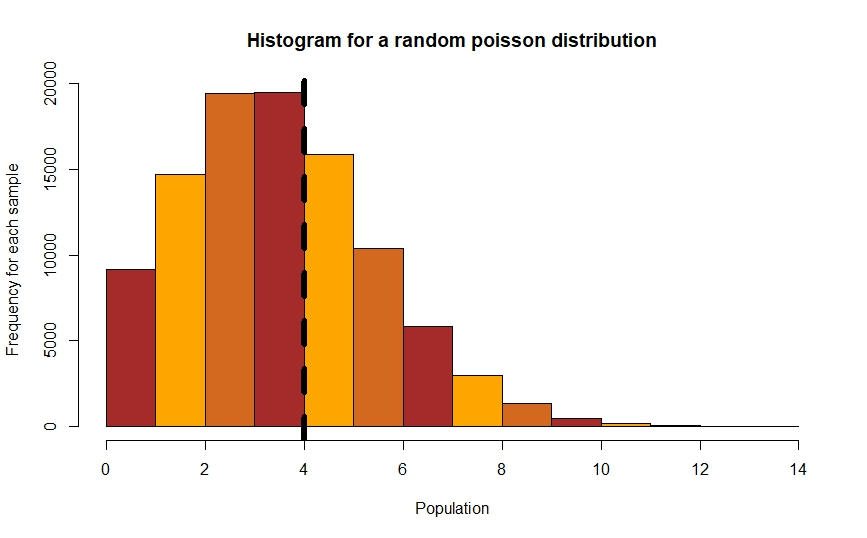 Histogram for a random poisson distribution
Frequency for each sample
20000
15000
10000
5000
0
0 2 4 6 8 10 12 14
Population